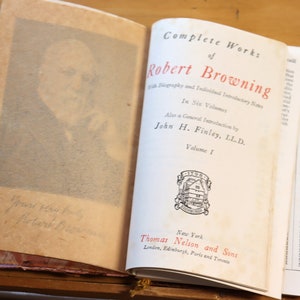 Complete Works
of
Robert Browning
With Biography and Individual Introductory Notes
In Six Volumes
Also a General Introduction by
John H. Finley, LL.D.
Volume I
New York
Thomas Nelson and Sons
London, Edinburgh, Paris and Toronto